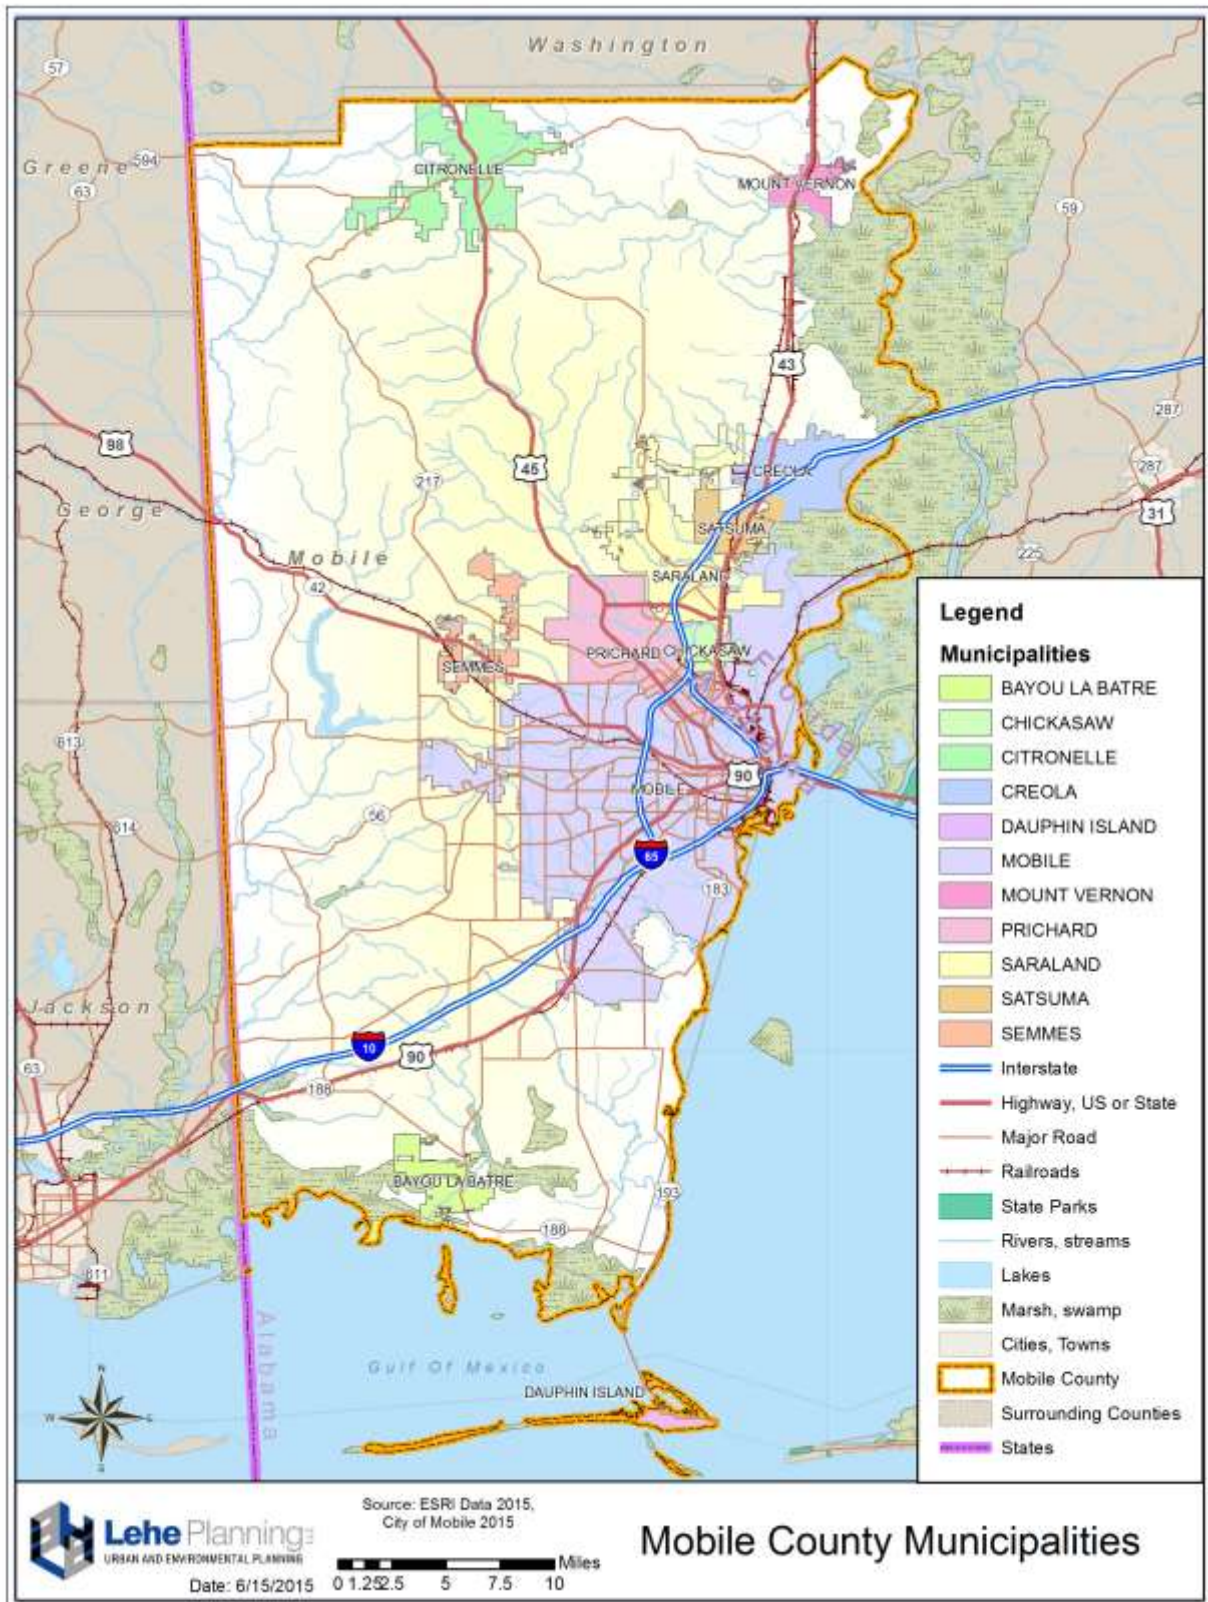 Washington
57
Greene
594
63
CITRONELLE
MOUNT VERNON
59
43
98
45
287
217
CREOLA
287
31
George
SATSUMA
225
Mobile
42
SARALAND
PRICHARD
CHICKASAW
SEMMES
613
90
MOBILE
56
614
65
183
Jackson
10
90
63
188
BAYOU LA BATRE
193
188
611
Alabama
Gulf Of Mexico
DAUPHIN ISLAND
N
W
E
S
Legend
Municipalities
BAYOU LA BATRE
CHICKASAW
CITRONELLE
CREOLA
DAUPHIN ISLAND
MOBILE
MOUNT VERNON
PRICHARD
SARALAND
SATSUMA
SEMMES
Interstate
Highway, US or State
Major Road
Railroads
State Parks
Rivers, streams
Lakes
Marsh, swamp
Cities, Towns
Mobile County
Surrounding Counties
States
Lehe Planning
URBAN AND ENVIRONMENTAL PLANNING
Date: 6/15/2015
Source: ESRI Data 2015,
City of Mobile 2015
Miles
0 1.25 2.5 5 7.5 10
Mobile County Municipalities